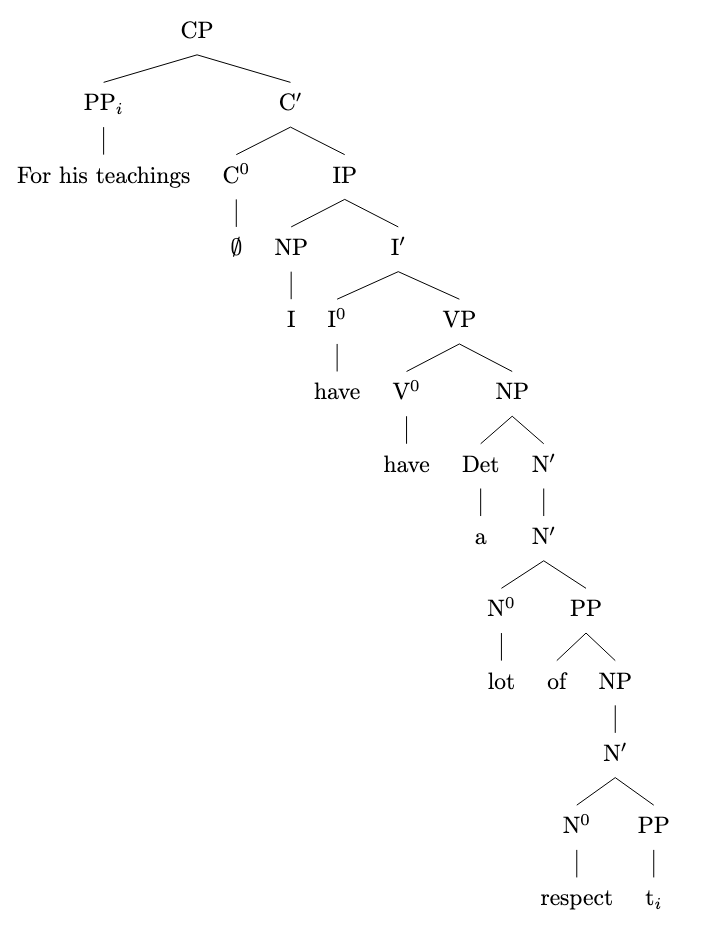 CP
PPᵢ C′
For his teachings C⁰ IP
∅ NP I′
I I⁰ VP
have V⁰ NP
have Det N′
a N′
N⁰ PP
lot of NP
N′
N⁰ PP
respect tᵢ